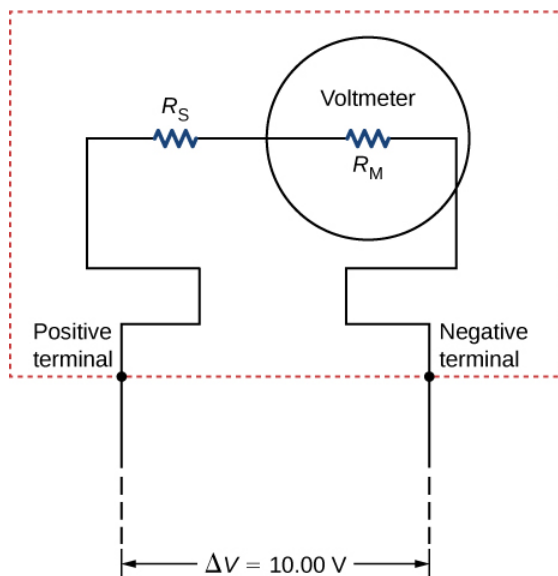 R_S
Voltmeter
R_M
Positive
terminal
Negative
terminal
ΔV = 10.00 V